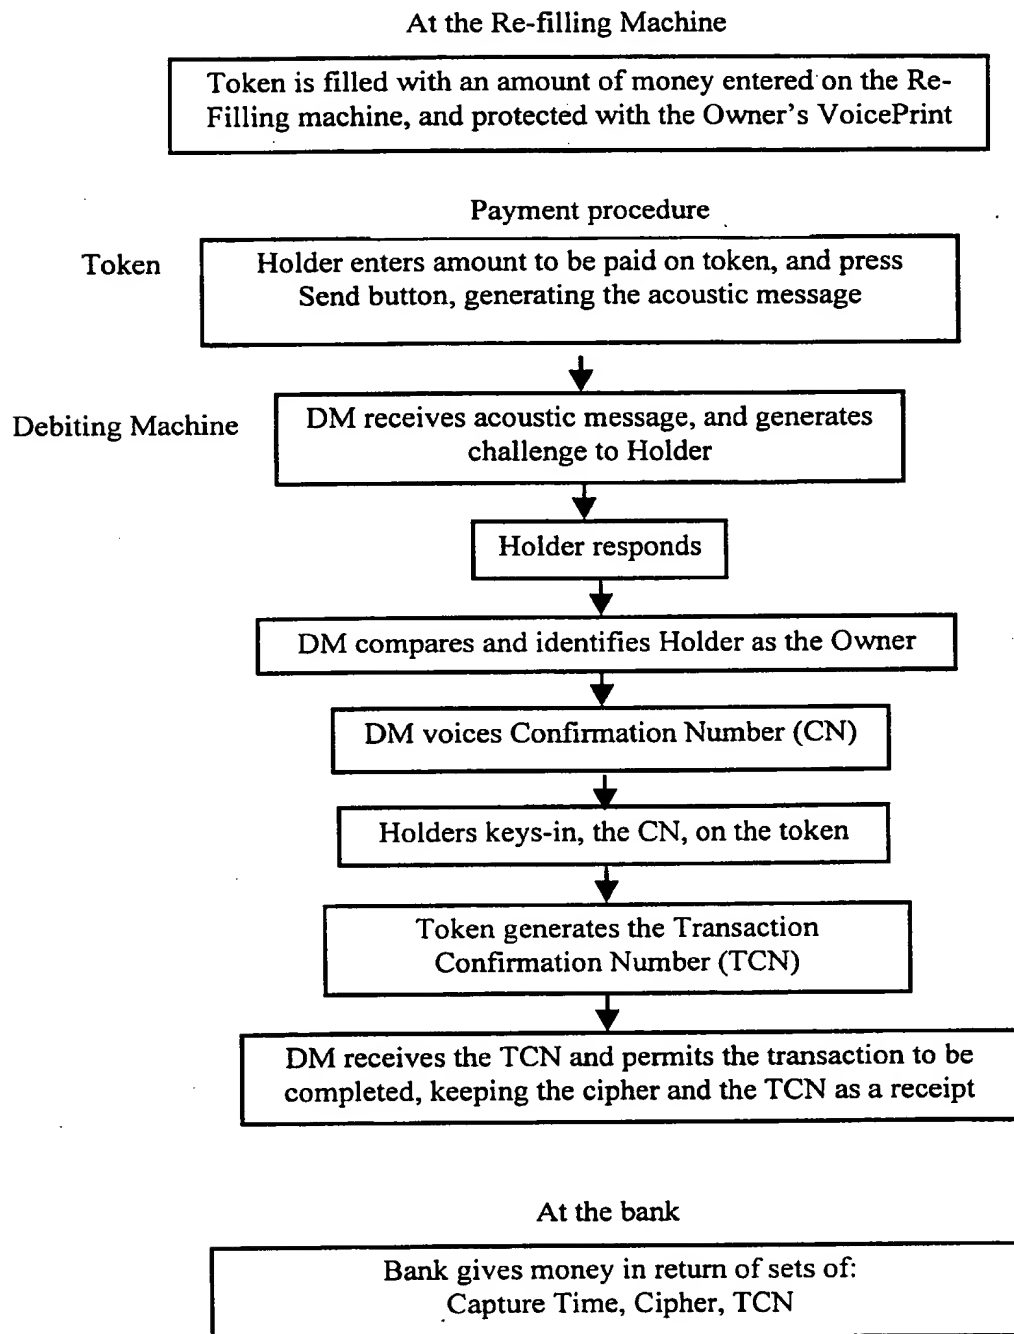 At the Re-filling Machine
Token is filled with an amount of money entered on the Re-
Filling machine, and protected with the Owner's VoicePrint
Payment procedure
Token
Holder enters amount to be paid on token, and press
Send button, generating the acoustic message
Debiting Machine
DM receives acoustic message, and generates
challenge to Holder
Holder responds
DM compares and identifies Holder as the Owner
DM voices Confirmation Number (CN)
Holders keys-in, the CN, on the token
Token generates the Transaction
Confirmation Number (TCN)
DM receives the TCN and permits the transaction to be
completed, keeping the cipher and the TCN as a receipt
At the bank
Bank gives money in return of sets of:
Capture Time, Cipher, TCN